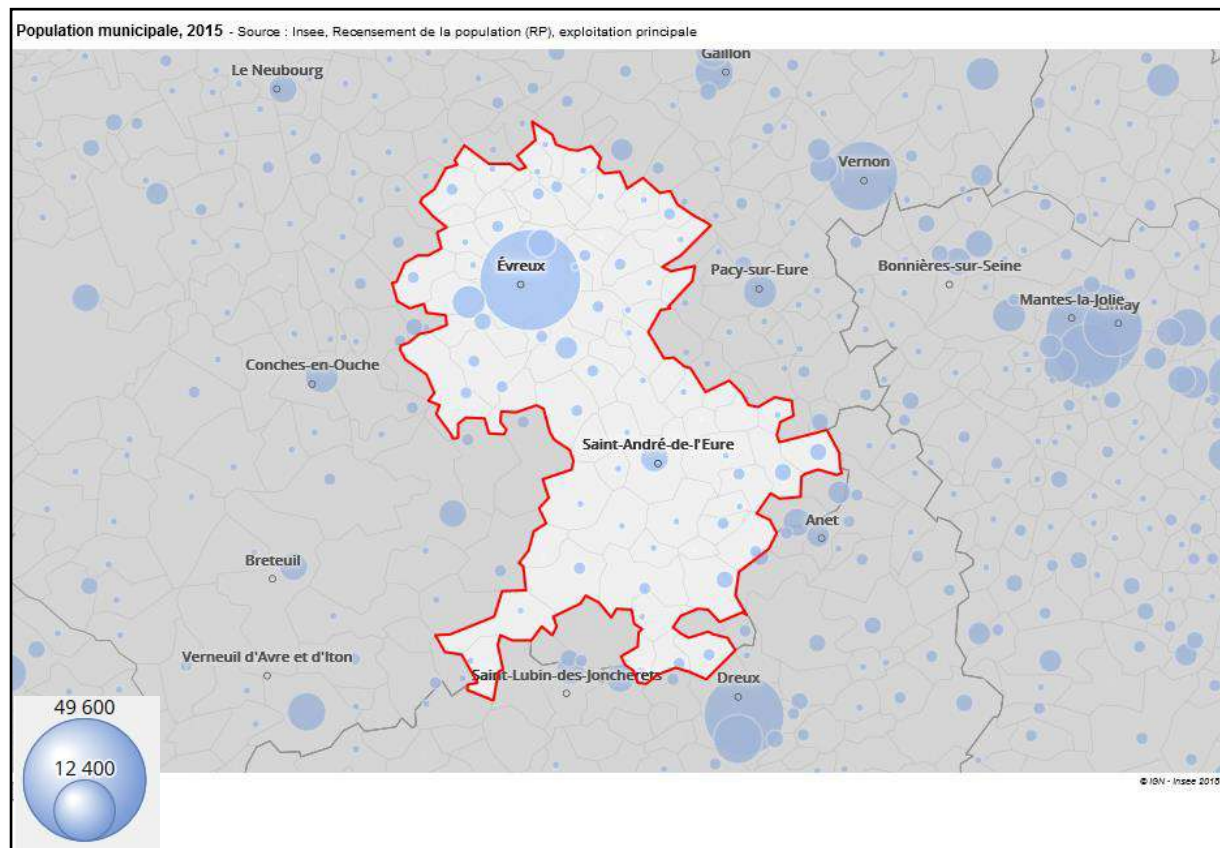 Population municipale, 2015 - Source : Insee, Recensement de la population (RP), exploitation principale
Gaillon
Le Neubourg
Vernon
Évreux
Pacy-sur-Eure
Bonnières-sur-Seine
Mantes-la-Jolie
Limay
Conches-en-Ouche
Saint-André-de-l'Eure
Anet
Breteuil
Verneuil d'Avre et d'Iton
Saint-Lubin-des-Joncherets
Dreux
49 600
12 400
© IGN - Insee 2018